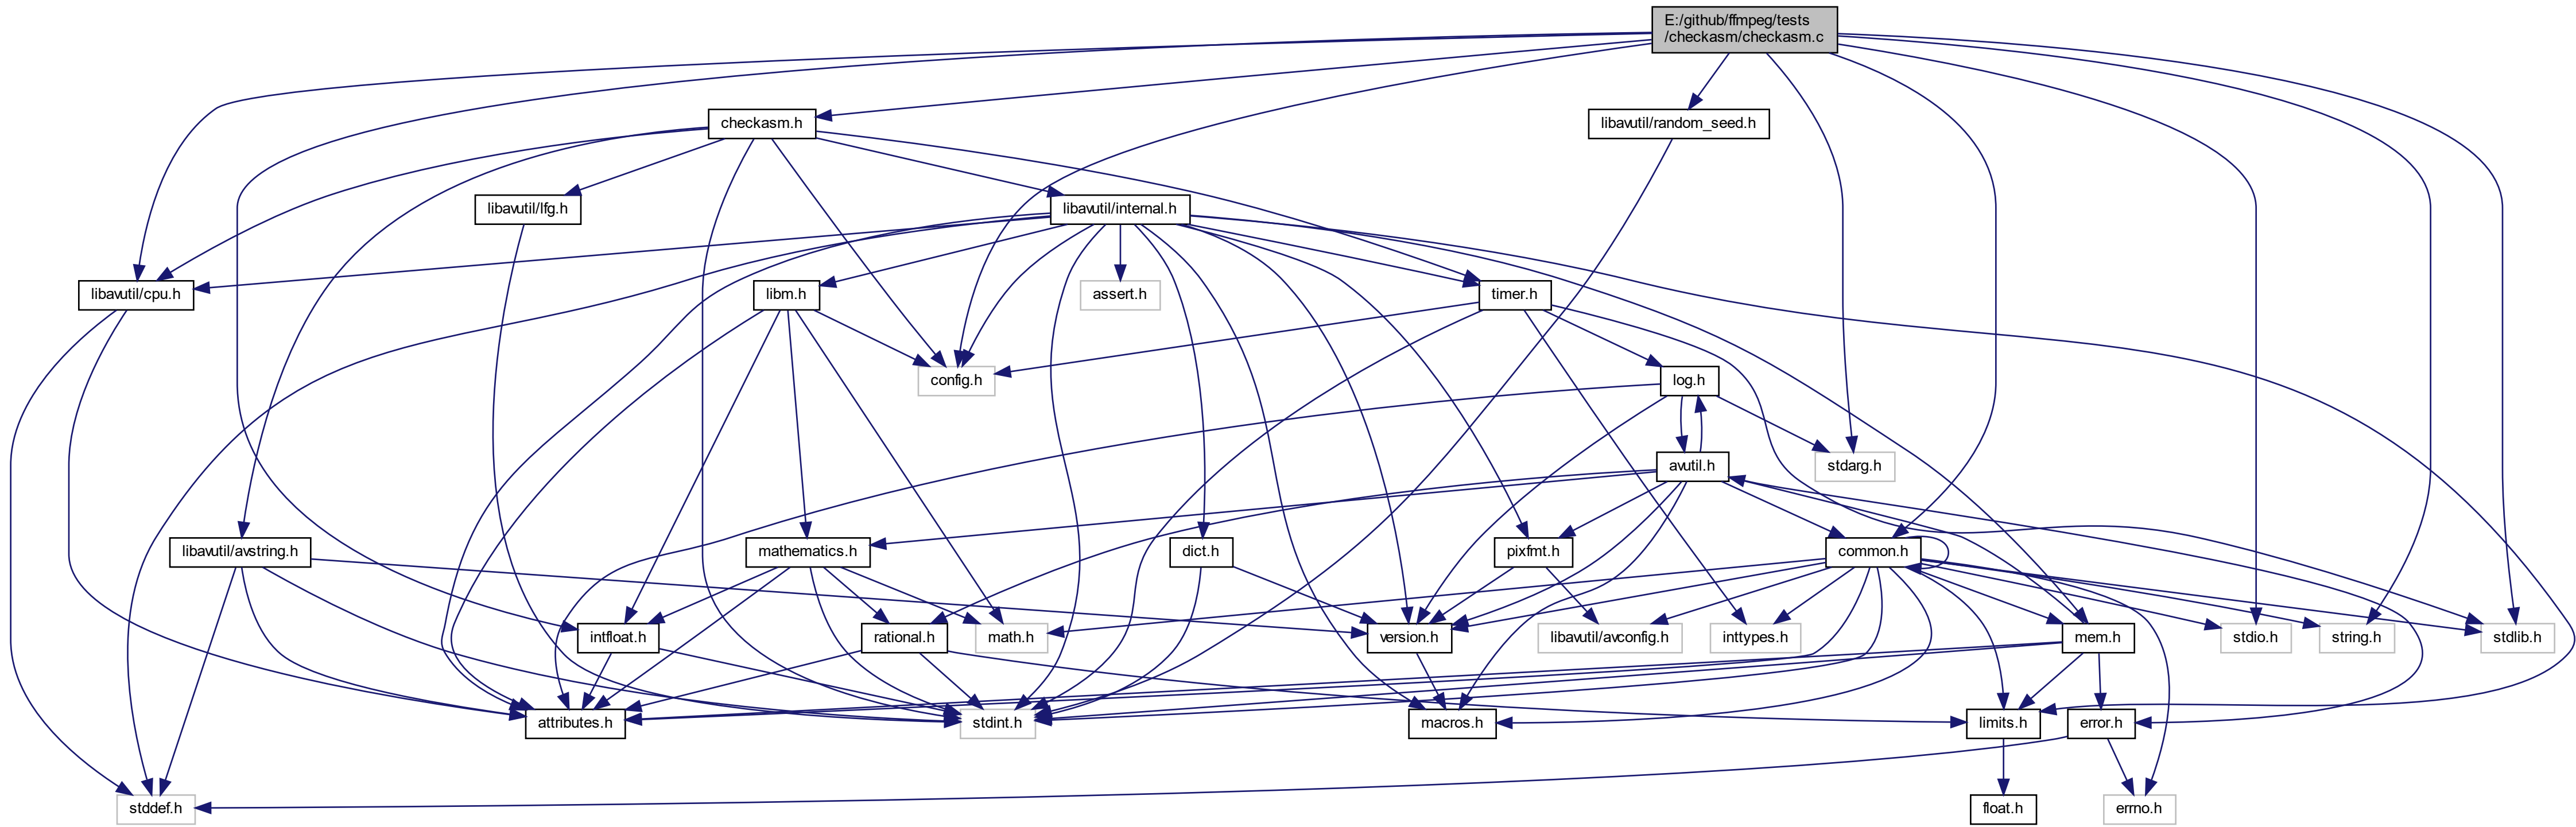 E:/github/ffmpeg/tests
/checkasm/checkasm.c
checkasm.h
libavutil/random_seed.h
libavutil/lfg.h
libavutil/internal.h
libavutil/cpu.h
libm.h
assert.h
timer.h
config.h
log.h
avutil.h
stdarg.h
libavutil/avstring.h
mathematics.h
dict.h
pixfmt.h
common.h
intfloat.h
rational.h
math.h
version.h
libavutil/avconfig.h
inttypes.h
mem.h
stdio.h
string.h
stdlib.h
attributes.h
stdint.h
macros.h
limits.h
error.h
stddef.h
float.h
errno.h